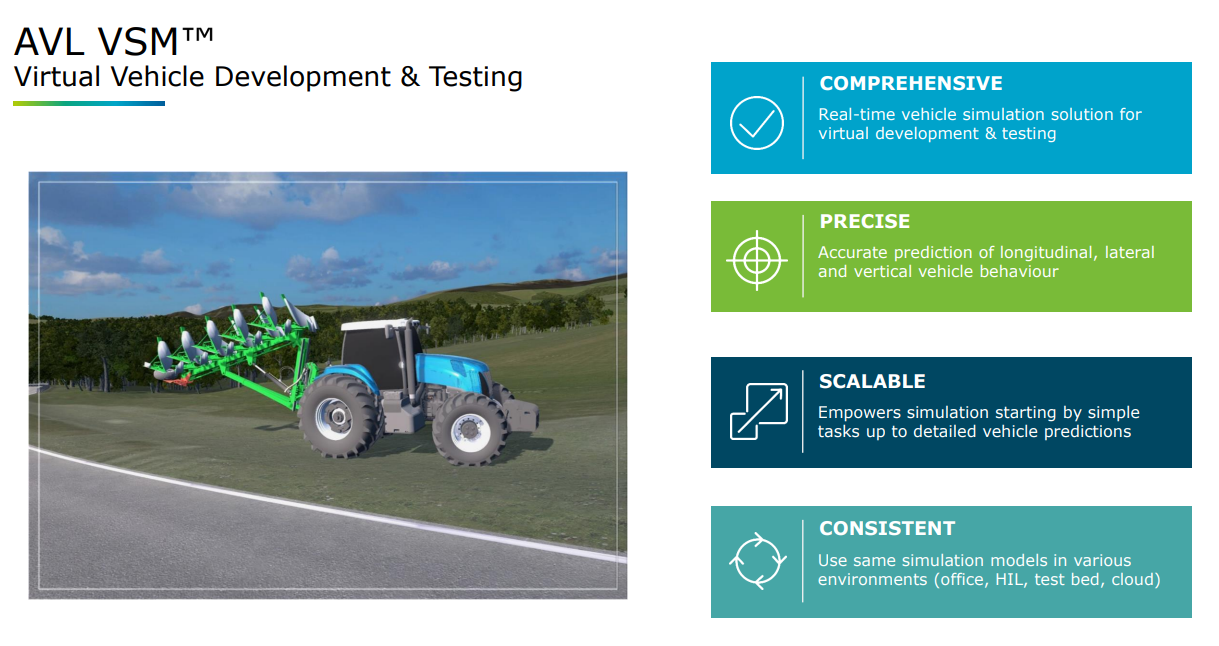 AVL VSM™
Virtual Vehicle Development & Testing
COMPREHENSIVE
Real-time vehicle simulation solution for
virtual development & testing
PRECISE
Accurate prediction of longitudinal, lateral
and vertical vehicle behaviour
SCALABLE
Empowers simulation starting by simple
tasks up to detailed vehicle predictions
CONSISTENT
Use same simulation models in various
environments (office, HIL, test bed, cloud)